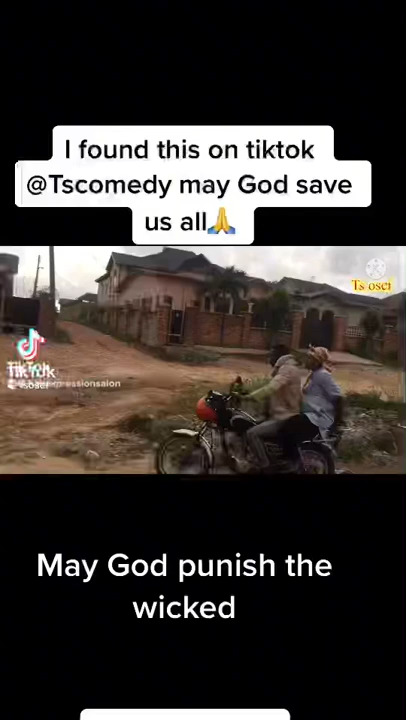 I found this on tiktok
@Tscomedy may God save
us all🙏
Ts osei
TikTok
May God punish the
wicked